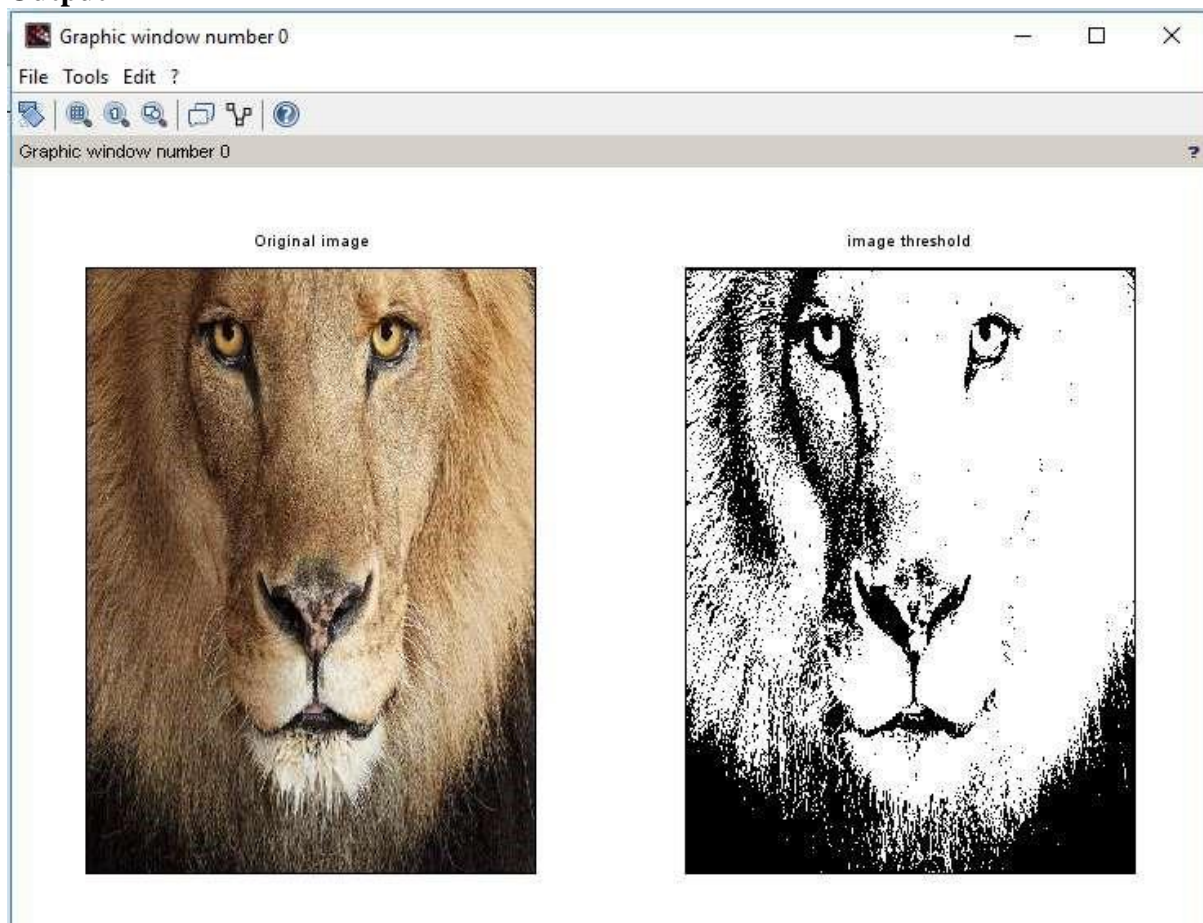 Graphic window number 0
File Tools Edit ?
Graphic window number 0 ?
Original image image threshold